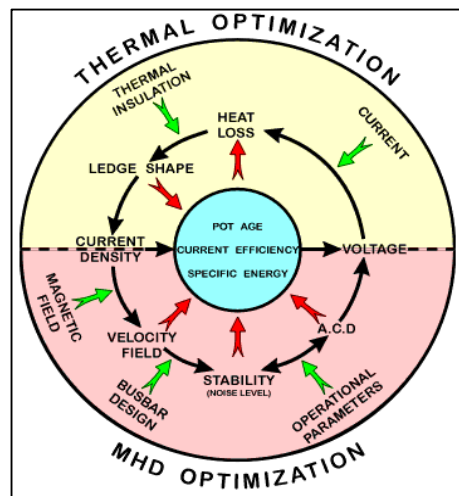 THERMAL OPTIMIZATION
THERMAL
INSULATION
HEAT
LOSS
CURRENT
LEDGE SHAPE
POT AGE
CURRENT
DENSITY
CURRENT EFFICIENCY
VOLTAGE
SPECIFIC ENERGY
MAGNETIC
FIELD
VELOCITY
FIELD
A.C.D
STABILITY
(NOISE LEVEL)
BUSBAR
DESIGN
OPERATIONAL
PARAMETERS
MHD OPTIMIZATION